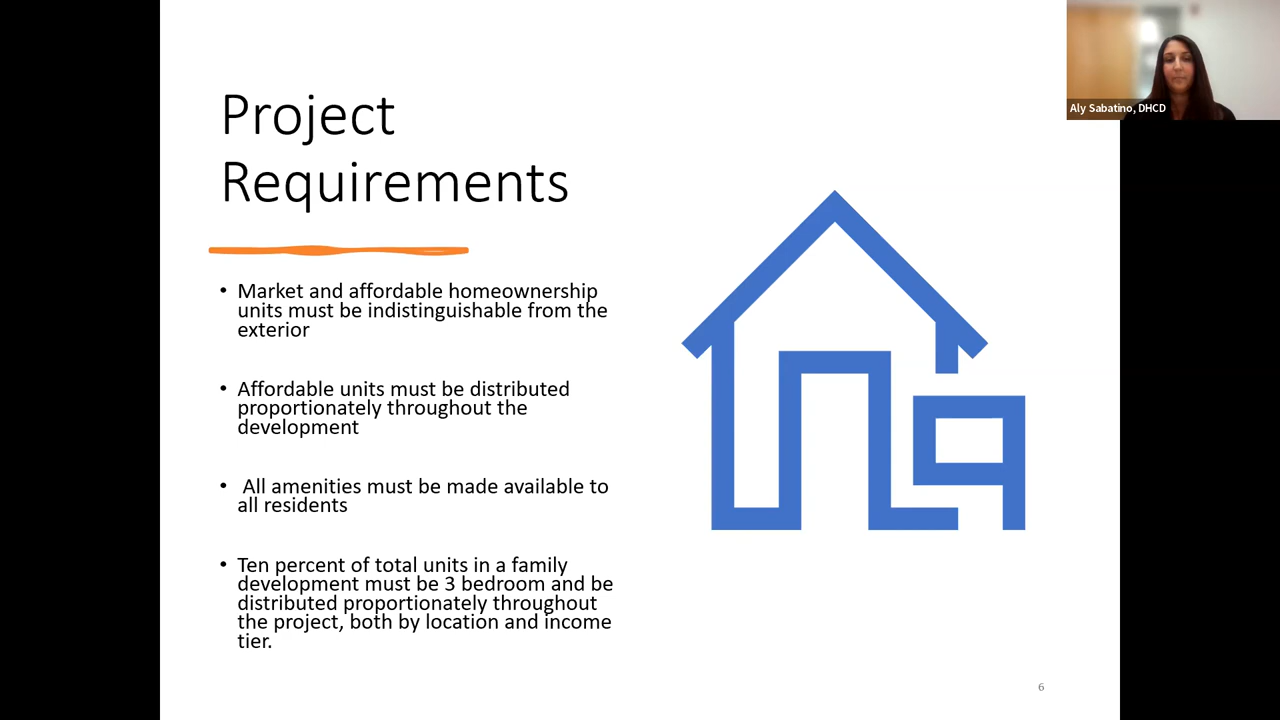 Project
Requirements
• Market and affordable homeownership
units must be indistinguishable from the
exterior
• Affordable units must be distributed
proportionately throughout the
development
• All amenities must be made available to
all residents
• Ten percent of total units in a family
development must be 3 bedroom and be
distributed proportionately throughout
the project, both by location and income
tier.
6
Aly Sabatino, DHCD